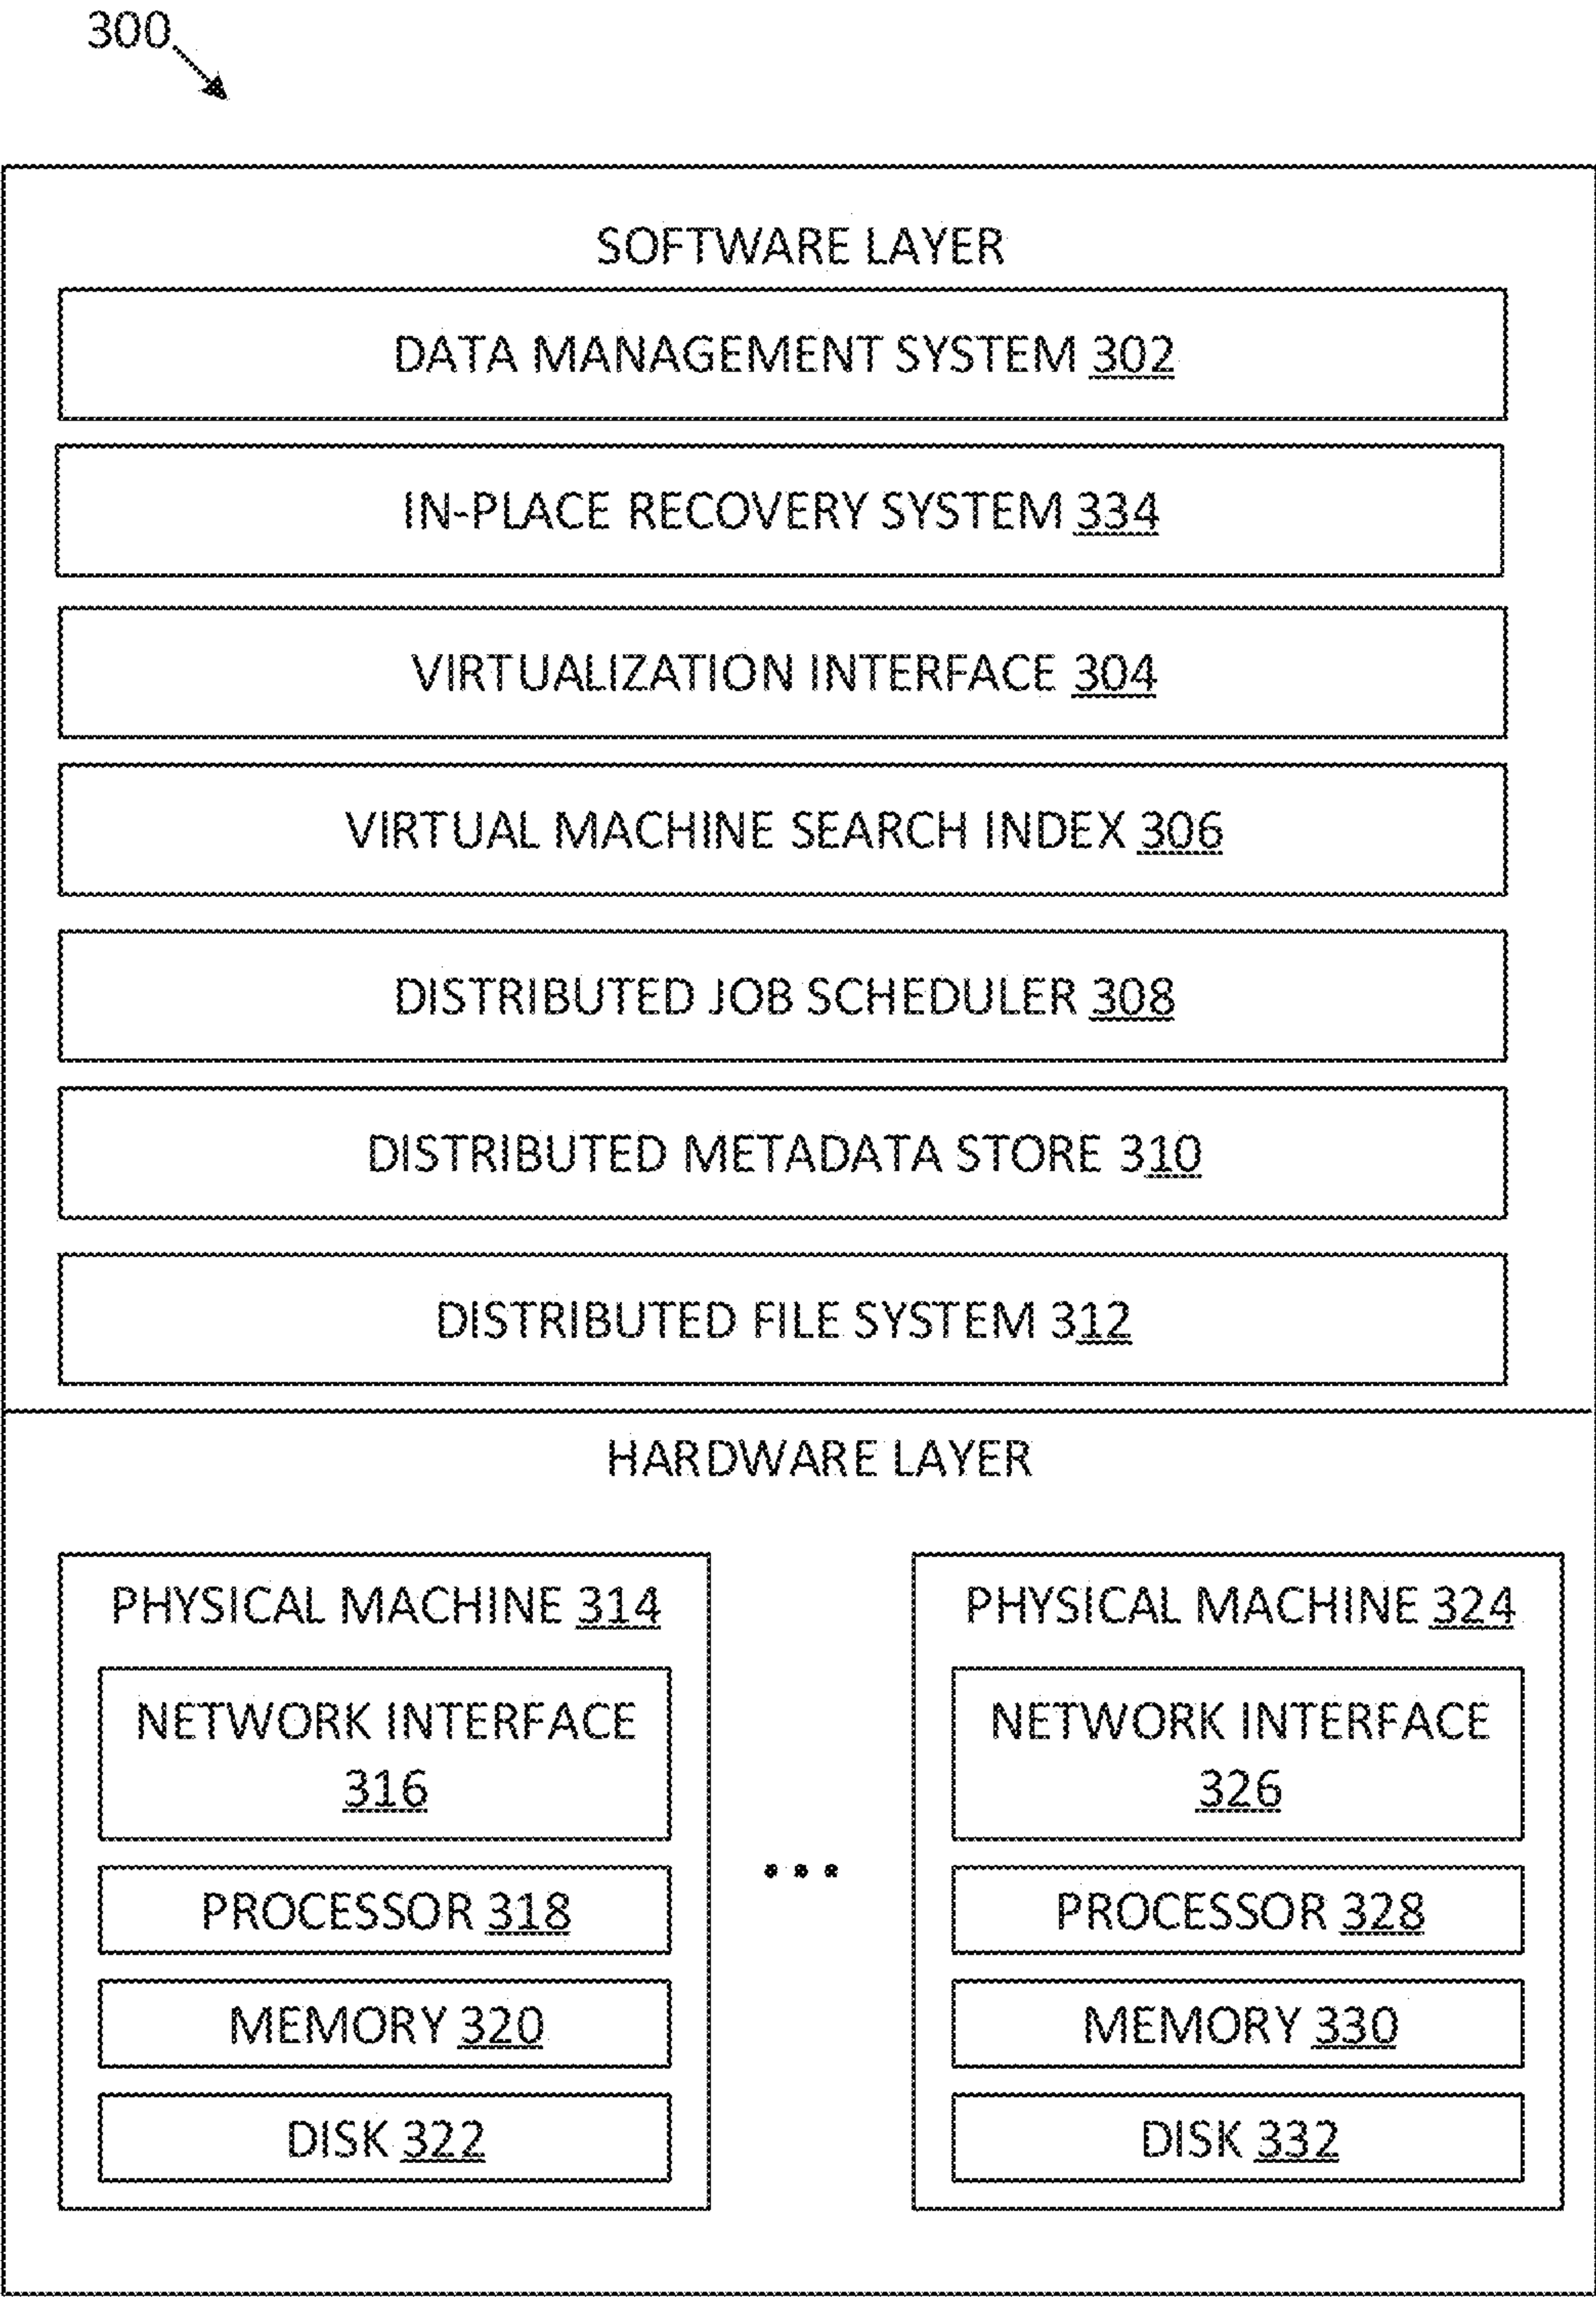 300
SOFTWARE LAYER
DATA MANAGEMENT SYSTEM 302
IN-PLACE RECOVERY SYSTEM 334
VIRTUALIZATION INTERFACE 304
VIRTUAL MACHINE SEARCH INDEX 306
DISTRIBUTED JOB SCHEDULER 308
DISTRIBUTED METADATA STORE 310
DISTRIBUTED FILE SYSTEM 312
HARDWARE LAYER
PHYSICAL MACHINE 314
NETWORK INTERFACE
316
PROCESSOR 318
MEMORY 320
DISK 322
...
PHYSICAL MACHINE 324
NETWORK INTERFACE
326
PROCESSOR 328
MEMORY 330
DISK 332